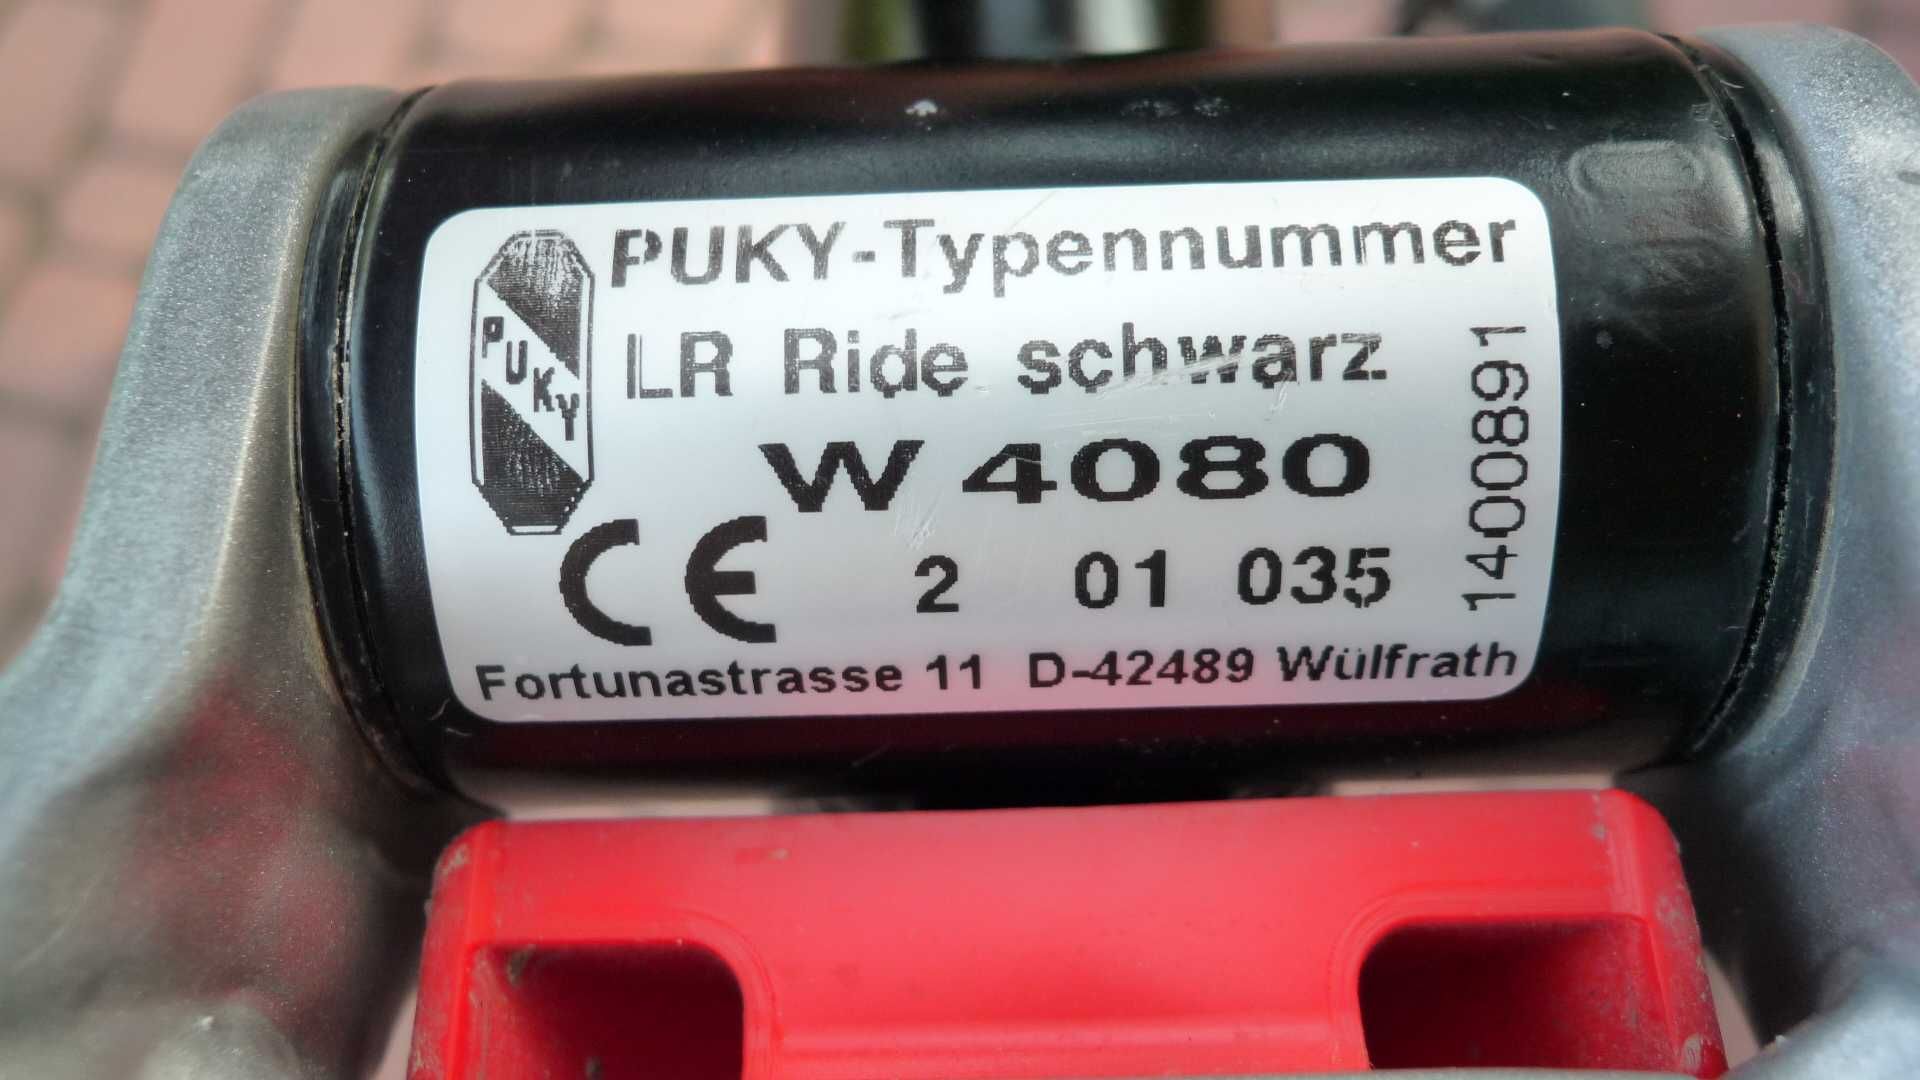 PUKY
PUKY-Typennummer
LR Ride schwarz
W 4080
CE 2 01 035
1400891
Fortunastrasse 11 D-42489 Wülfrath